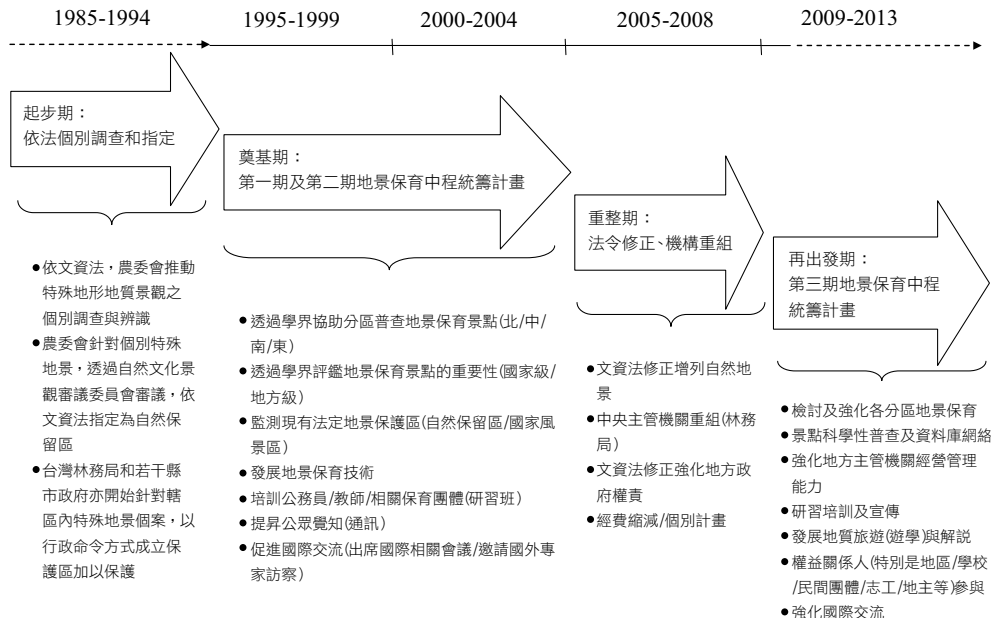 1985-1994
1995-1999
2000-2004
2005-2008
2009-2013
起步期：
依法個別調查和指定
奠基期：
第一期及第二期地景保育中程統籌計畫
重整期：
法令修正、機構重組
再出發期：
第三期地景保育中程
統籌計畫
●依文資法，農委會推動
特殊地形地質景觀之
個別調查與辨識
●農委會針對個別特殊
地景，透過自然文化景
觀審議委員會審議，依
文資法指定為自然保
留區
●台灣林務局和若干縣
市政府亦開始針對轄
區內特殊地景個案，以
行政命令方式成立保
護區加以保護
●透過學界協助分區普查地景保育景點(北/中/
南/東)
●透過學界評鑑地景保育景點的重要性(國家級/
地方級)
●監測現有法定地景保護區(自然保留區/國家風
景區)
●發展地景保育技術
●培訓公務員/教師/相關保育團體(研習班)
●提昇公眾覺知(通訊)
●促進國際交流(出席國際相關會議/邀請國外專
家訪察)
●文資法修正增列自然地
景
●中央主管機關重組(林務
局)
●文資法修正強化地方政
府權責
●經費縮減/個別計畫
●檢討及強化各分區地景保育
●景點科學性普查及資料庫網絡
●強化地方主管機關經營管理
能力
●研習培訓及宣傳
●發展地質旅遊(遊學)與解說
●權益關係人(特別是地區/學校
/民間團體/志工/地主等)參與
●強化國際交流